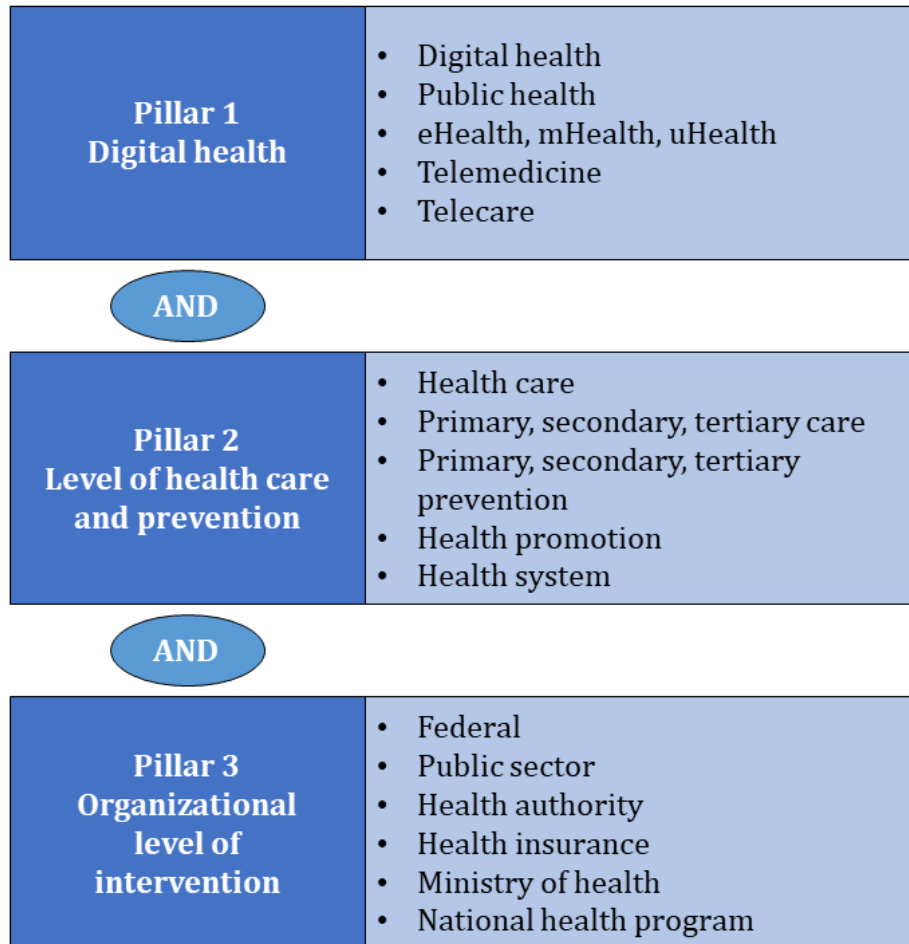 Pillar 1
Digital health
• Digital health
• Public health
• eHealth, mHealth, uHealth
• Telemedicine
• Telecare
AND
Pillar 2
Level of health care
and prevention
• Health care
• Primary, secondary, tertiary care
• Primary, secondary, tertiary
prevention
• Health promotion
• Health system
AND
Pillar 3
Organizational
level of
intervention
• Federal
• Public sector
• Health authority
• Health insurance
• Ministry of health
• National health program